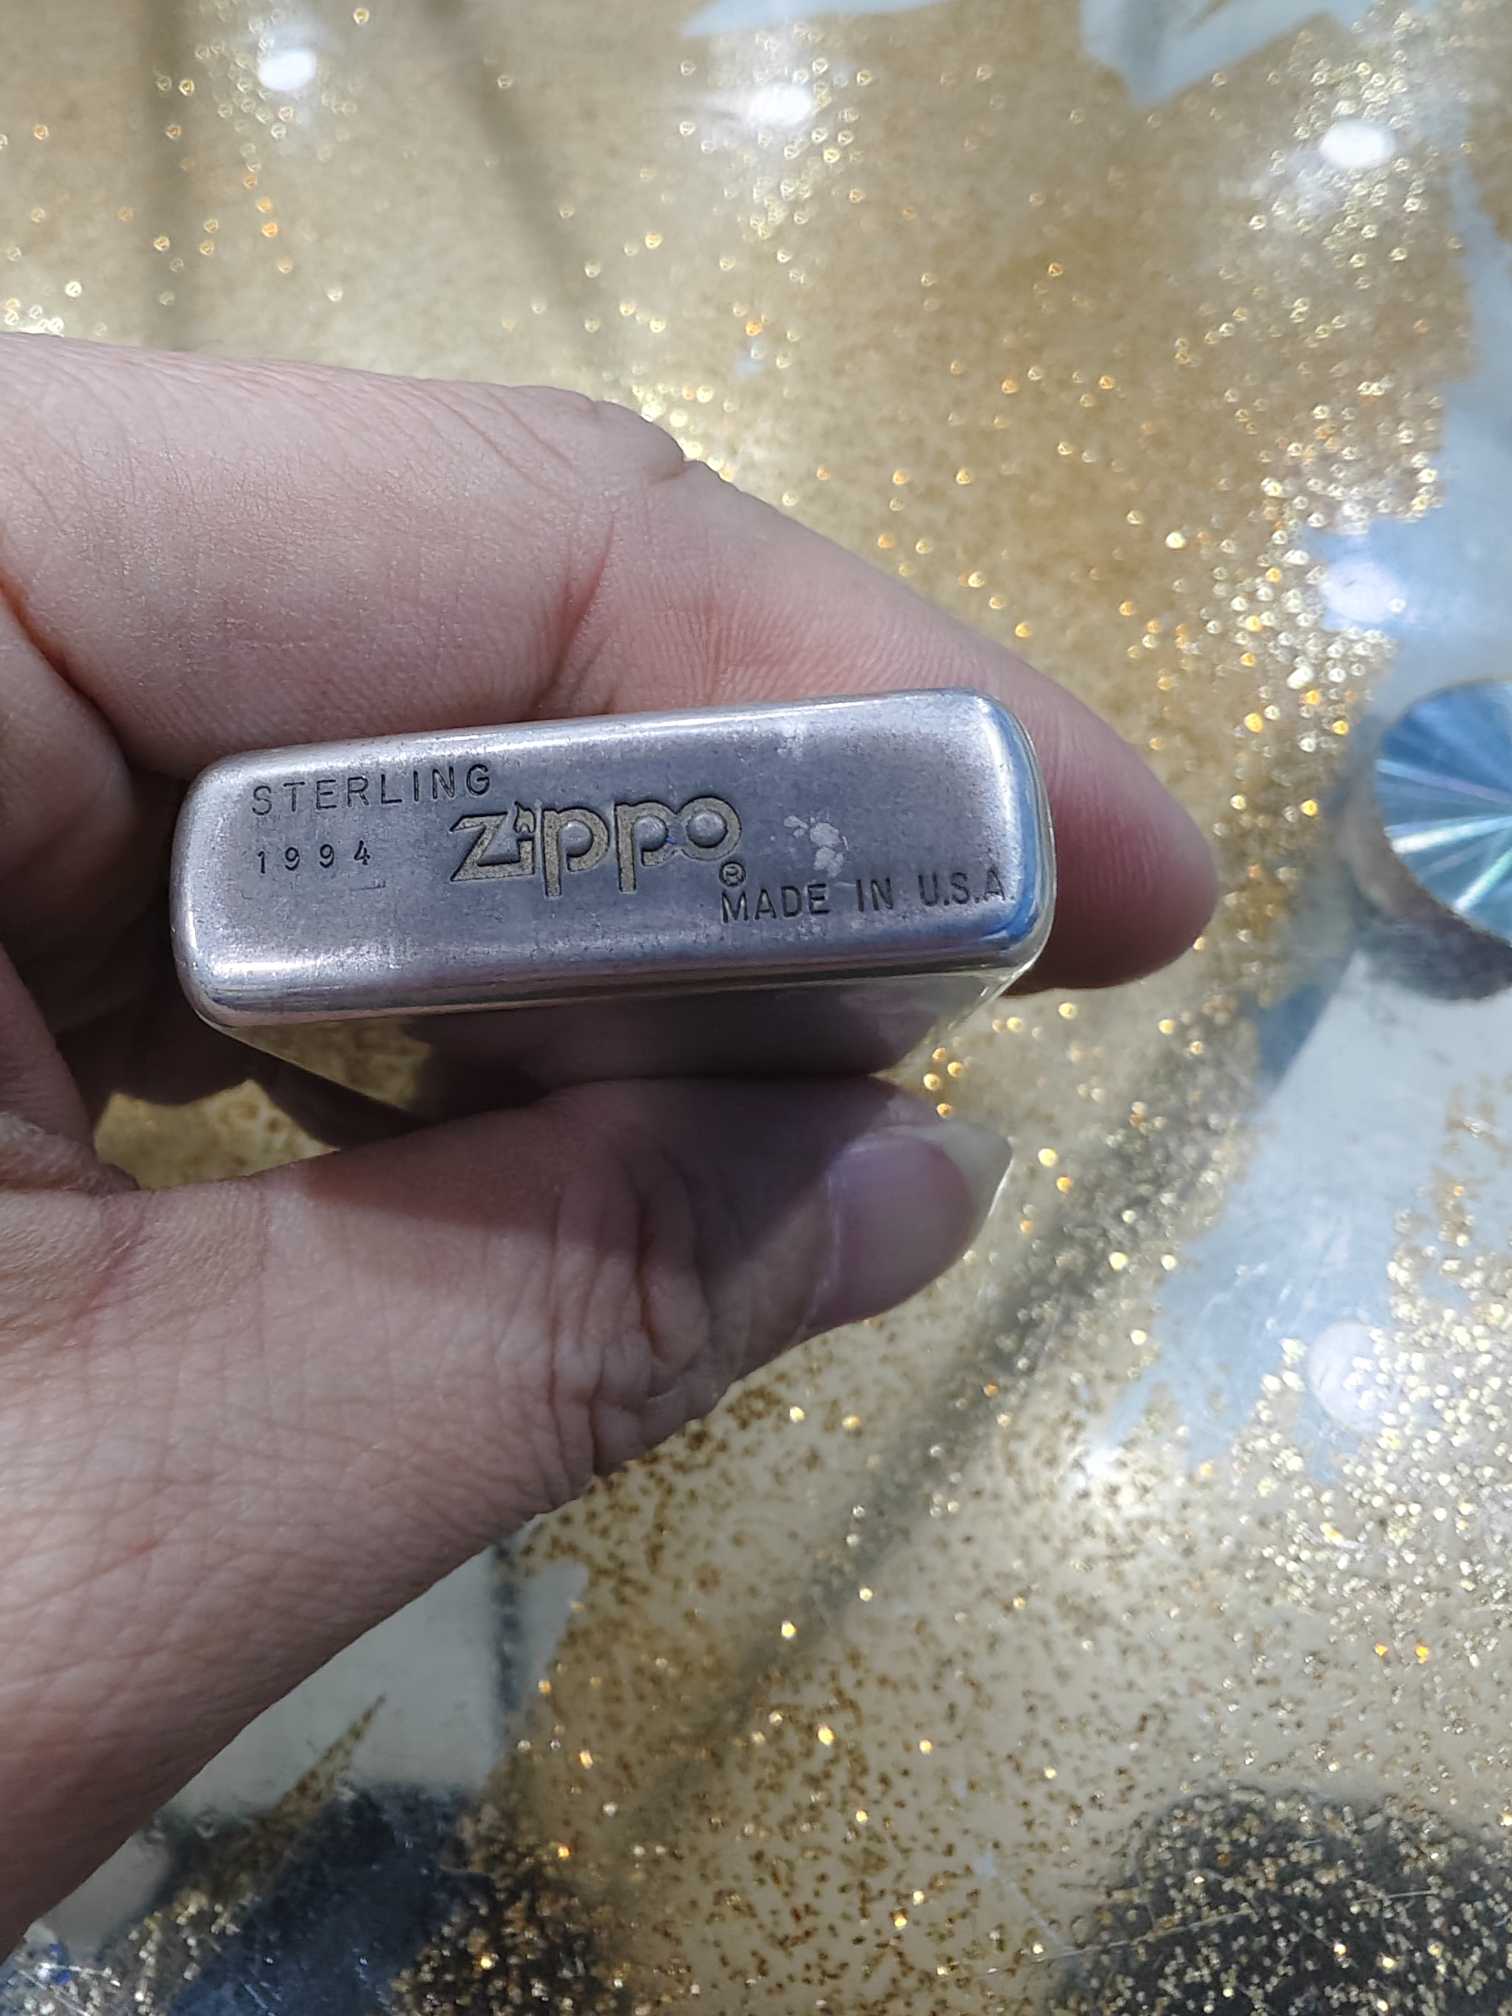 STERLING
1994
Zippo®
MADE IN U.S.A.